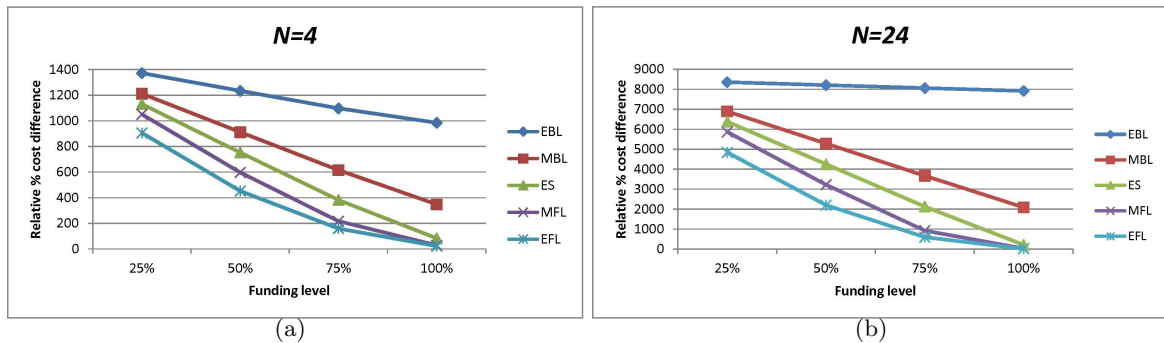 N=4
Relative % cost difference
1400
1200
1000
800
600
400
200
0
25% 50% 75% 100%
Funding level
EBL
MBL
ES
MFL
EFL
(a)
N=24
Relative % cost difference
9000
8000
7000
6000
5000
4000
3000
2000
1000
0
25% 50% 75% 100%
Funding level
EBL
MBL
ES
MFL
EFL
(b)